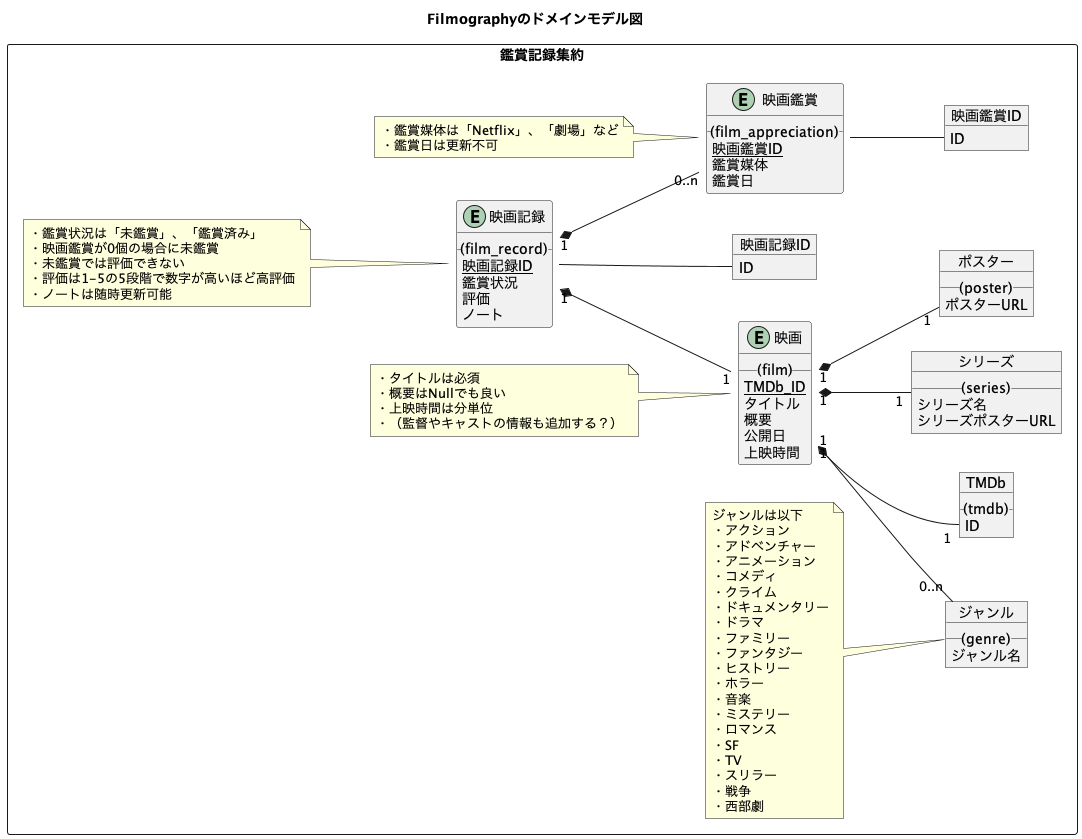 Filmographyのドメインモデル図
鑑賞記録集約
・鑑賞媒体は「Netflix」、「劇場」など
・鑑賞日は更新不可
映画鑑賞
E
(film_appreciation)
映画鑑賞ID
鑑賞媒体
鑑賞日
映画鑑賞ID
ID
0..n
1
・鑑賞状況は「未鑑賞」、「鑑賞済み」
・映画鑑賞が0個の場合に未鑑賞
・未鑑賞では評価できない
・評価は1–5の5段階で数字が高いほど高評価
・ノートは随時更新可能
E
映画記録
(film_record)
映画記録ID
鑑賞状況
評価
ノート
映画記録ID
ID
1
1
・タイトルは必須
・概要はNullでも良い
・上映時間は分単位
・（監督やキャストの情報も追加する？）
E
映画
(film)
TMDb_ID
タイトル
概要
公開日
上映時間
ポスター
(poster)
ポスターURL
1
1
シリーズ
(series)
シリーズ名
シリーズポスターURL
1
1
1
1
TMDb
(tmdb)
ID
1
0..n
ジャンル
(genre)
ジャンル名
ジャンルは以下
・アクション
・アドベンチャー
・アニメーション
・コメディ
・クライム
・ドキュメンタリー
・ドラマ
・ファミリー
・ファンタジー
・ヒストリー
・ホラー
・音楽
・ミステリー
・ロマンス
・SF
・TV
・スリラー
・戦争
・西部劇